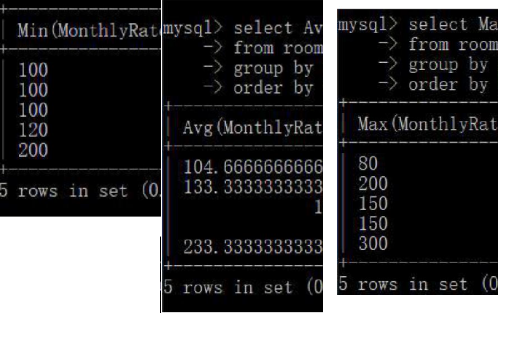 Min(MonthlyRat
100
100
100
120
200
5 rows in set (0.
mysql> select Av
-> from room
-> group by
-> order by
Avg(MonthlyRat
104.6666666666
133.3333333333
1
233.3333333333
5 rows in set (0
mysql> select Ma
-> from room
-> group by
-> order by
Max(MonthlyRat
80
200
150
150
300
5 rows in set (0